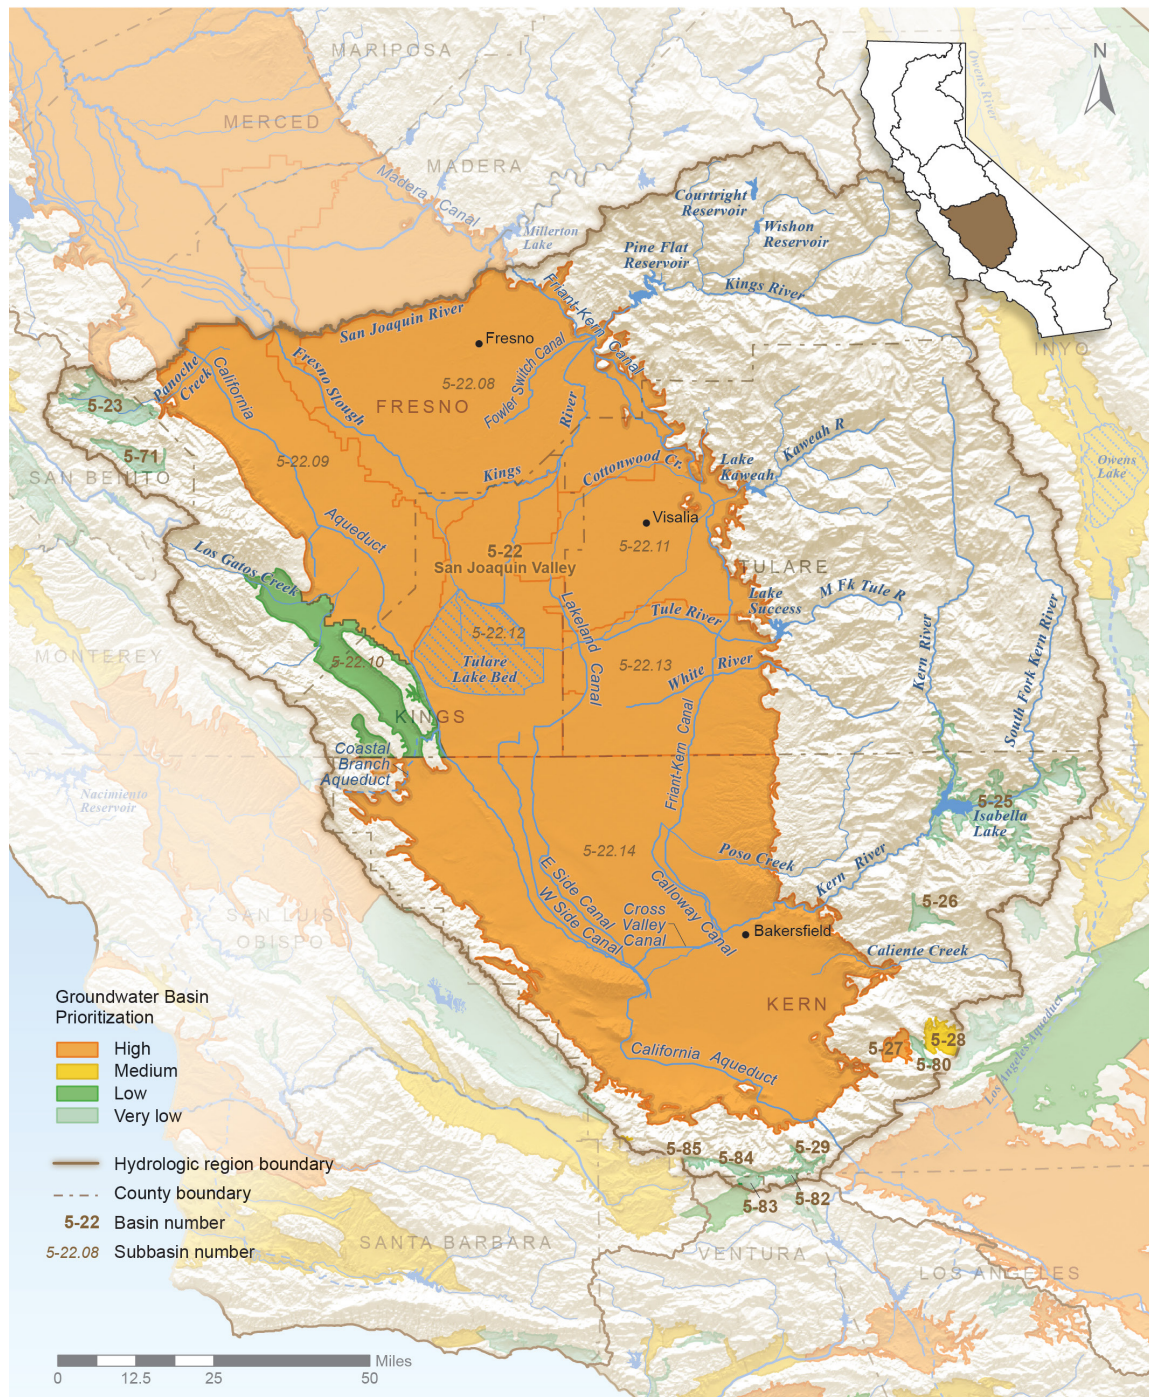 MARIPOSA
MERCED
MADERA
Madera Canal
Owens River
N
Courtright
Reservoir
Wishon
Reservoir
Millerton
Lake
Pine Flat
Reservoir
Kings River
Friant-Kern Canal
San Joaquin River
Fresno
INYO
Panoche
Creek
California
Fresno Slough
5-22.08
FRESNO
Fowler Switch Canal
River
5-23
5-71
SAN BENITO
5-22.09
Kings
Cottonwood Cr.
Lake
Kaweah
Kaweah R
Owens
Lake
Aqueduct
Visalia
5-22
San Joaquin Valley
5-22.11
TULARE
Los Gatos Creek
Lakeland Canal
Lake
Success
M Fk Tule R
Tule River
5-22.12
Tulare
Lake Bed
5-22.13
White River
Kern River
South Fork Kern River
MONTEREY
5-22.10
KINGS
Friant-Kern Canal
Coastal
Branch
Aqueduct
Nacimiento
Reservoir
5-25
Isabella
Lake
5-22.14
Poso Creek
Kern River
E Side Canal
W Side Canal
Calloway Canal
Cross
Valley
Canal
5-26
SAN LUIS
OBISPO
Bakersfield
Caliente Creek
KERN
Los Angeles Aqueduct
5-27
5-28
5-80
California Aqueduct
5-85
5-84
5-29
5-83
5-82
SANTA BARBARA
VENTURA
LOS ANGELES
Groundwater Basin
Prioritization
High
Medium
Low
Very low
Hydrologic region boundary
County boundary
5-22 Basin number
5-22.08 Subbasin number
Miles
0 12.5 25 50